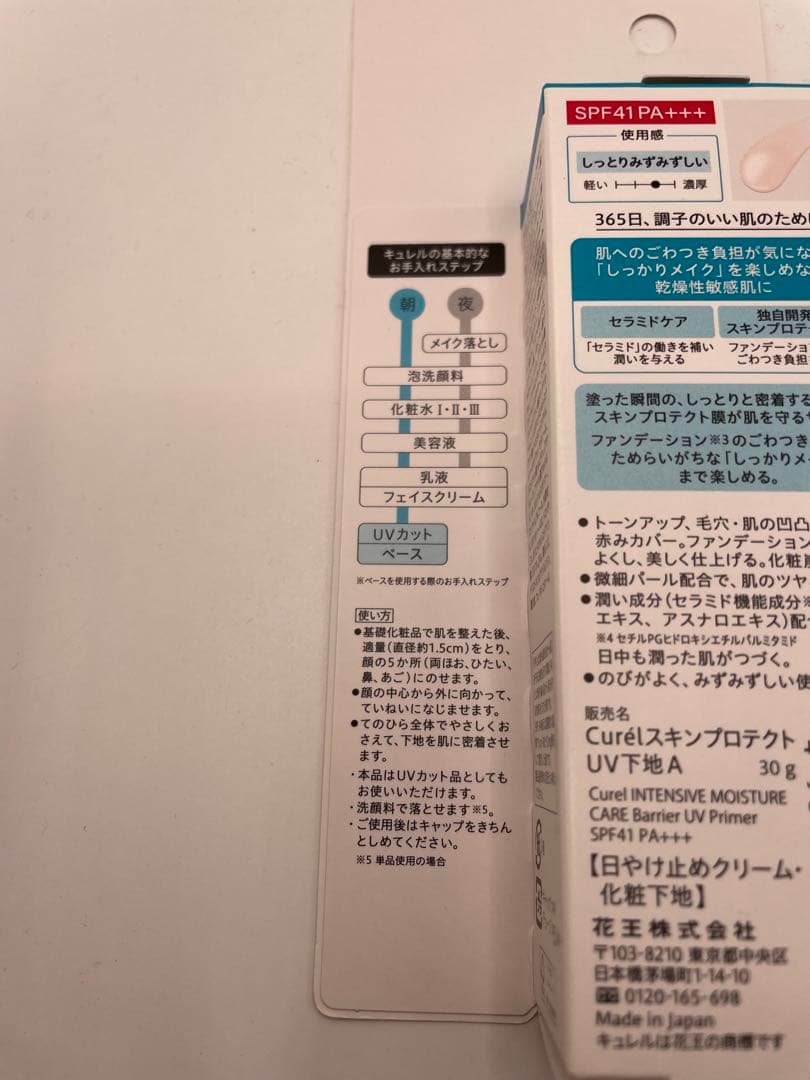 キュレルの基本的な
お手入れステップ
朝 夜
メイク落とし
泡洗顔料
化粧水 I・II・III
美容液
乳液
フェイスクリーム
UVカット
ベース
※ベースを使用する際のお手入れステップ
使い方
●基礎化粧品で肌を整えた後、
適量(直径約1.5cm)をとり、
顔の5か所(両ほお、ひたい、
鼻、あご)にのせます。
●顔の中心から外に向かって、
ていねいになじませます。
●てのひら全体でやさしくお
さえて、下地を肌に密着させ
ます。
・本品はUVカット品としても
お使いいただけます。
・洗顔料で落とせます※5。
・ご使用後はキャップをきちん
としめてください。
※5 単品使用の場合
SPF41 PA+++
使用感
しっとりみずみずしい
軽い 濃厚
365日、調子のいい肌のため
肌へのごわつき負担が気にな
「しっかりメイク」を楽しめな
乾燥性敏感肌に
セラミドケア
「セラミド」の働きを補い
潤いを与える
独自開発
スキンプロテ
ファンデーショ
ごわつき負担
塗った瞬間の、しっとりと密着する
スキンプロテクト膜が肌を守るサ
ファンデーション※3のごわつき
ためらいがちな「しっかりメイ
まで楽しめる。
●トーンアップ、毛穴・肌の凹凸
赤みカバー。ファンデーション
よくし、美しく仕上げる。化粧
●微細パール配合で、肌のツヤ
●潤い成分(セラミド機能成分※
エキス、アスナロエキス)配
※4 セチルPGヒドロキシエチルパルミタミド
日中も潤った肌がつづく。
●のびがよく、みずみずしい使
販売名
Curélスキンプロテクト
UV下地A 30g
Curel INTENSIVE MOISTURE
CARE Barrier UV Primer
SPF41 PA+++
【日やけ止めクリーム・
化粧下地】
花王株式会社
〒103-8210 東京都中央区
日本橋茅場町1-14-10
0120-165-698
Made in Japan
キュレルは花王の商標です